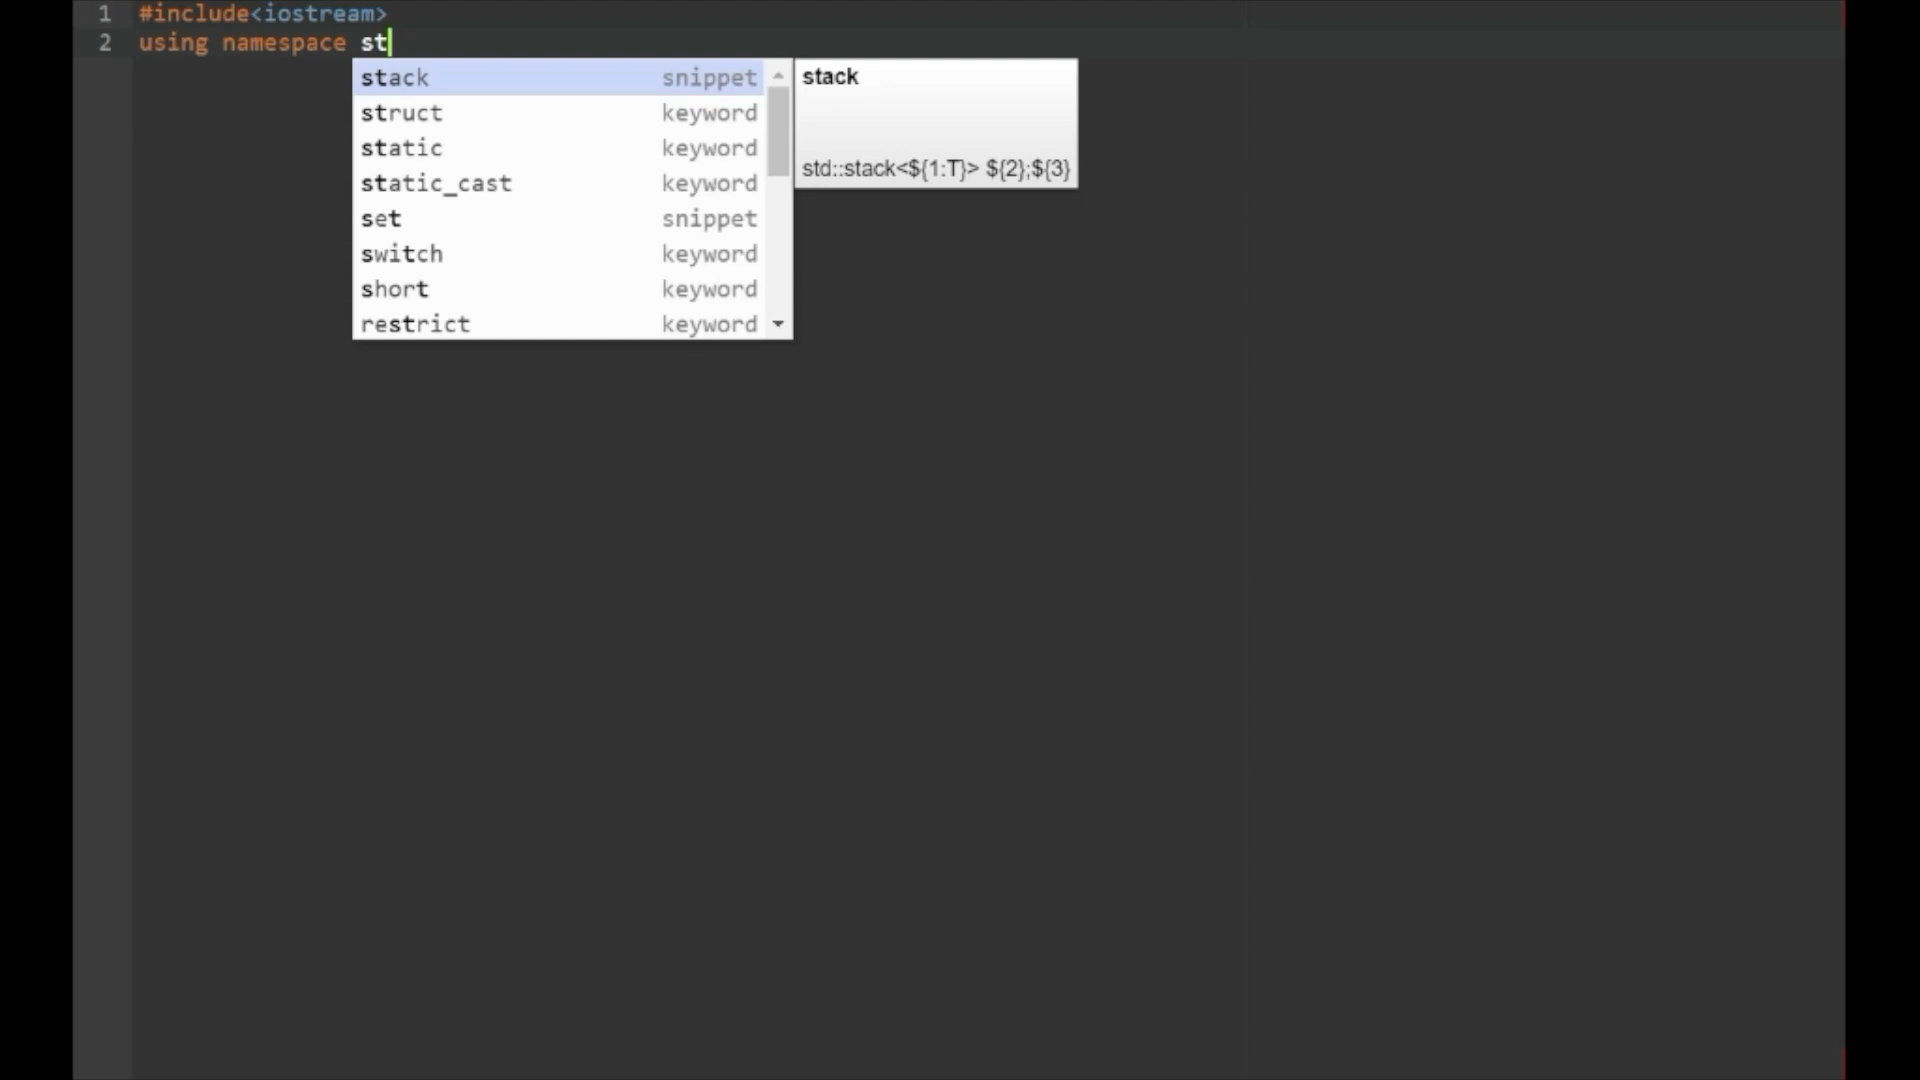 1 #include<iostream>
2 using namespace st
stack snippet
struct keyword
static keyword
static_cast keyword
set snippet
switch keyword
short keyword
restrict keyword
stack
std::stack<${1:T}> ${2};${3}